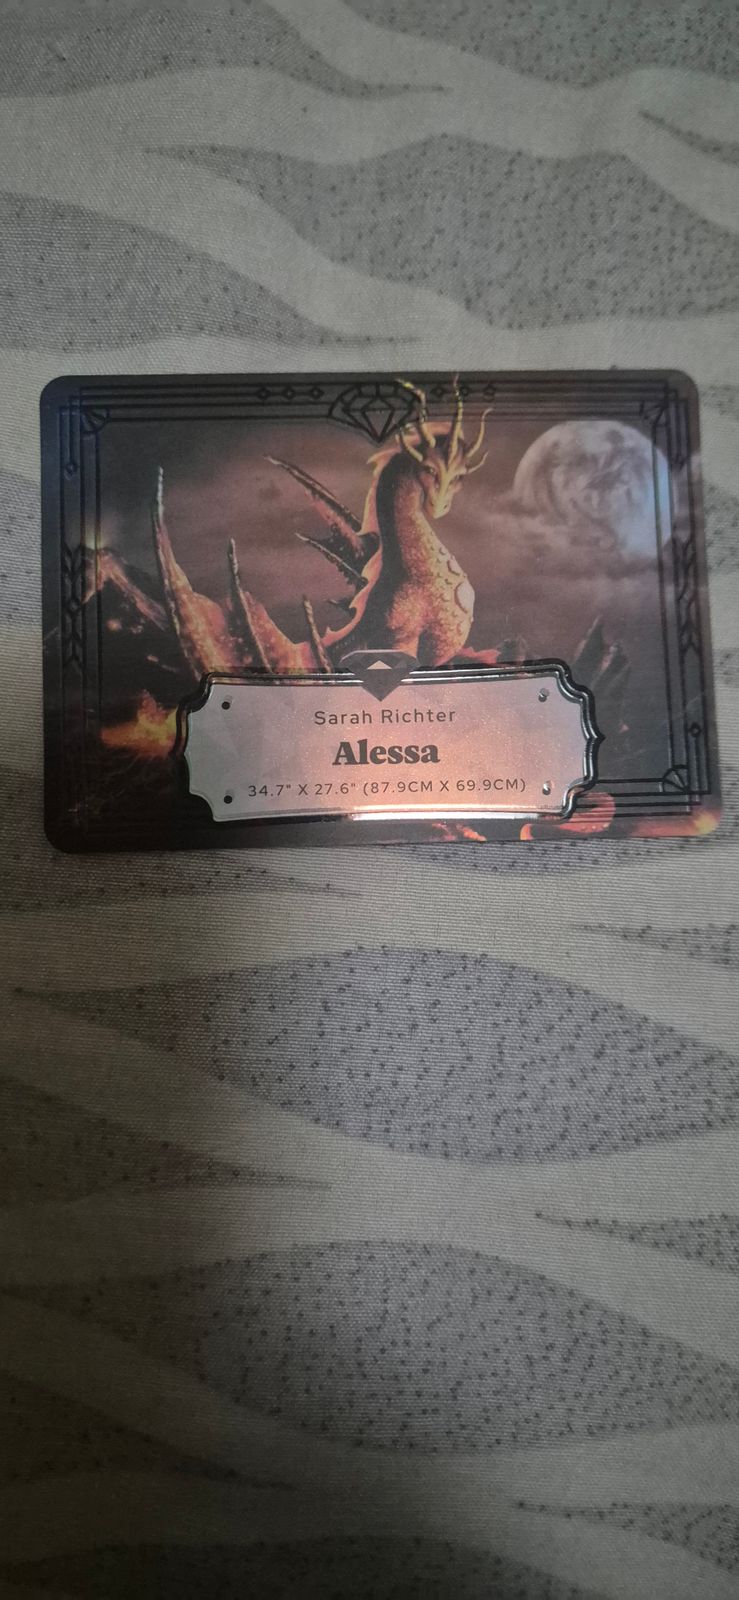 Sarah Richter
Alessa
34.7" X 27.6" (87.9CM X 69.9CM)